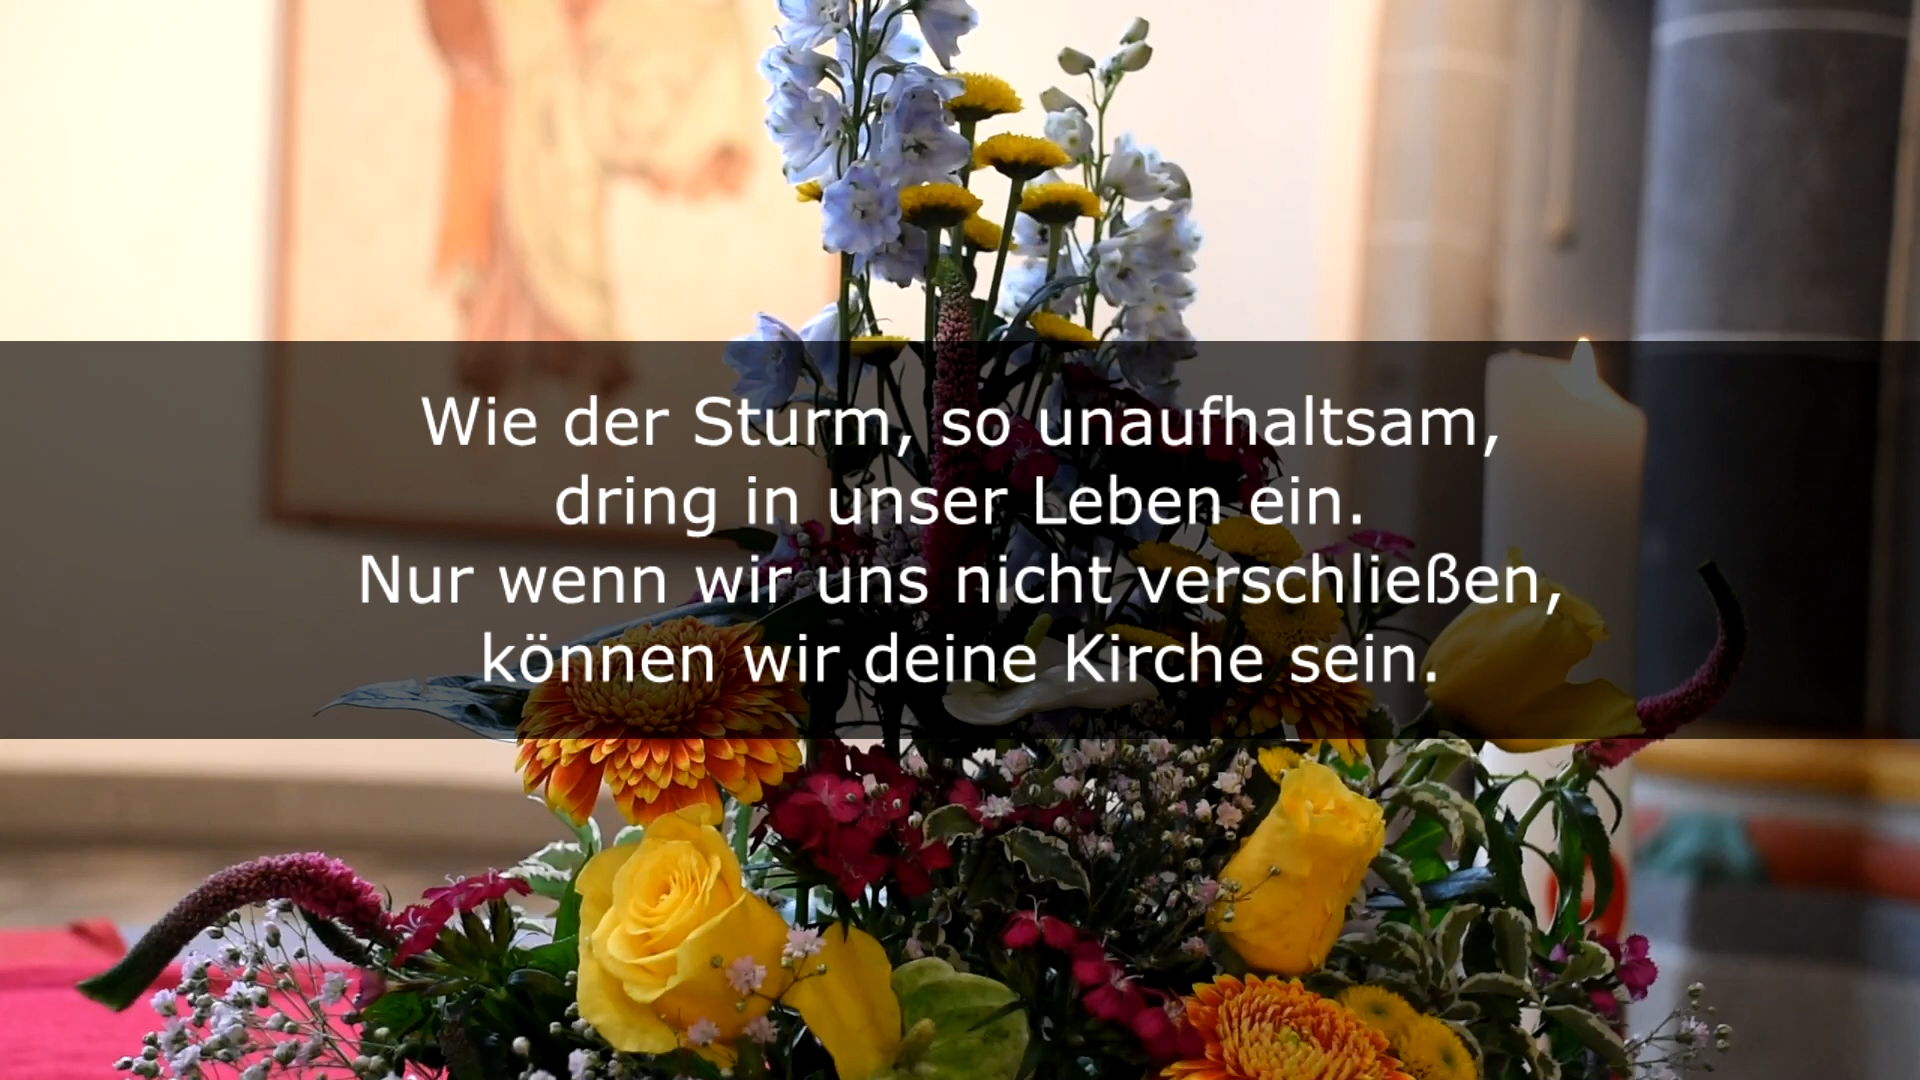 Wie der Sturm, so unaufhaltsam,
dring in unser Leben ein.
Nur wenn wir uns nicht verschließen,
können wir deine Kirche sein.